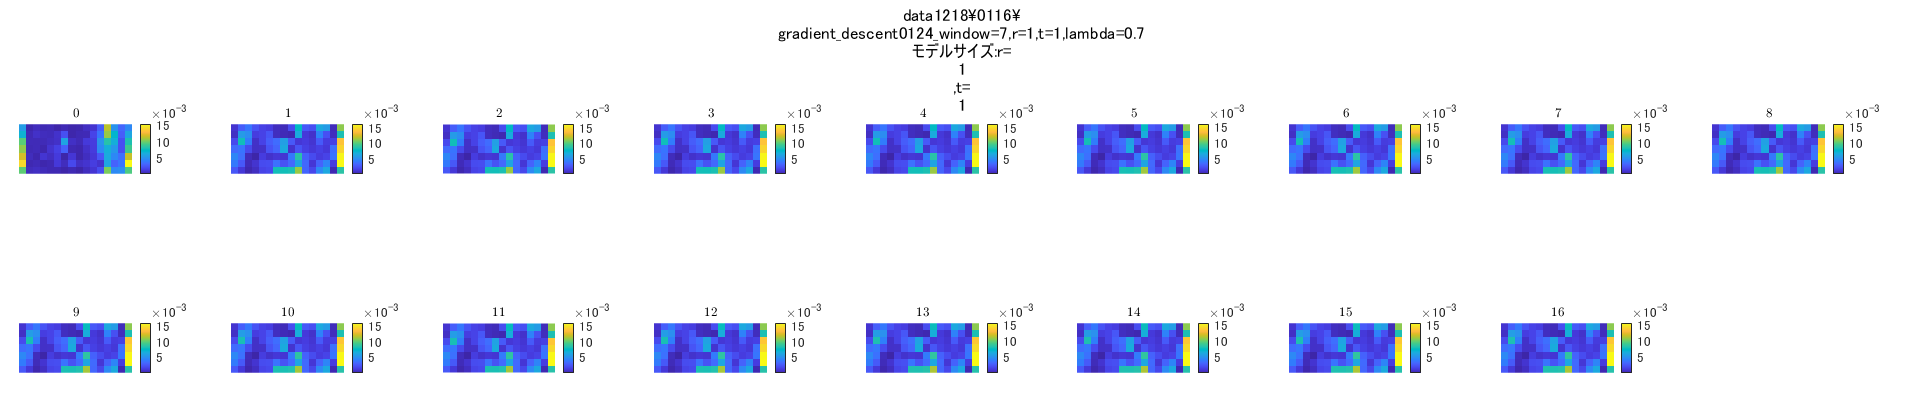 data1218¥0116¥
gradient_descent0124_window=7,r=1,t=1,lambda=0.7
モデルサイズ:r=
1
,t=
1
0 ×10⁻³ 1 ×10⁻³ 2 ×10⁻³ 3 ×10⁻³ 4 ×10⁻³ 5 ×10⁻³ 6 ×10⁻³ 7 ×10⁻³ 8 ×10⁻³
15 15 15 15 15 15 15 15 15
10 10 10 10 10 10 10 10 10
5 5 5 5 5 5 5 5 5
9 ×10⁻³ 10 ×10⁻³ 11 ×10⁻³ 12 ×10⁻³ 13 ×10⁻³ 14 ×10⁻³ 15 ×10⁻³ 16 ×10⁻³
15 15 15 15 15 15 15 15
10 10 10 10 10 10 10 10
5 5 5 5 5 5 5 5